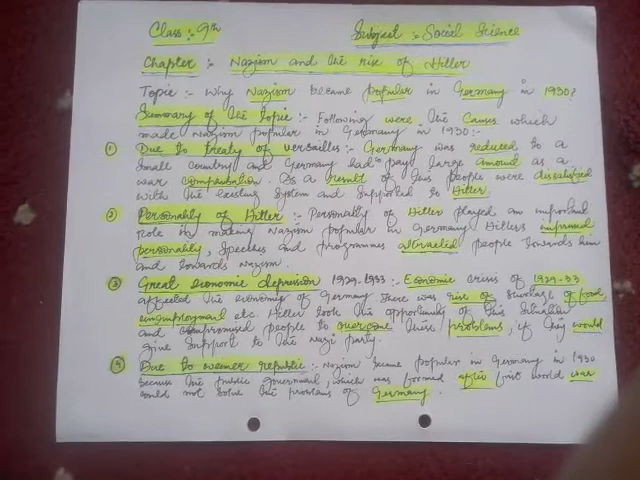 Class :- 9th Subject :- Social Science
Chapter :- Nazism and the rise of Hitler
Topic :- Why Nazism became popular in Germany in 1930?
Summary of the topic :- Following were the Causes which
made Nazism popular in Germany in 1930:-
① Due to treaty of versailles :- Germany was reduced to a
small country and Germany had pay large amound as a
war compansation. As a result of this people were dissatisfied
with the existing system and supported to Hitler.
② Personality of Hitler :- Personality of Hitler played an important
role in making Nazism popular in Germany. Hitlers
personality, speeches and programmes attracted people towards him
and towards nazism.
③ Great economic depression 1929-1933 :- Economic crisis of 1929-33
affected the economy of Germany there was rise of shortage of food,
unemployment etc. Hitler took the opportunity of this situation
and people to overcome these problems, if they would
give support to the Nazi party.
④ Due to weimer republic :- Nazism became popular in Germany in 1930
because the government, which was formed after first world war
could not solve the problems of Germany.